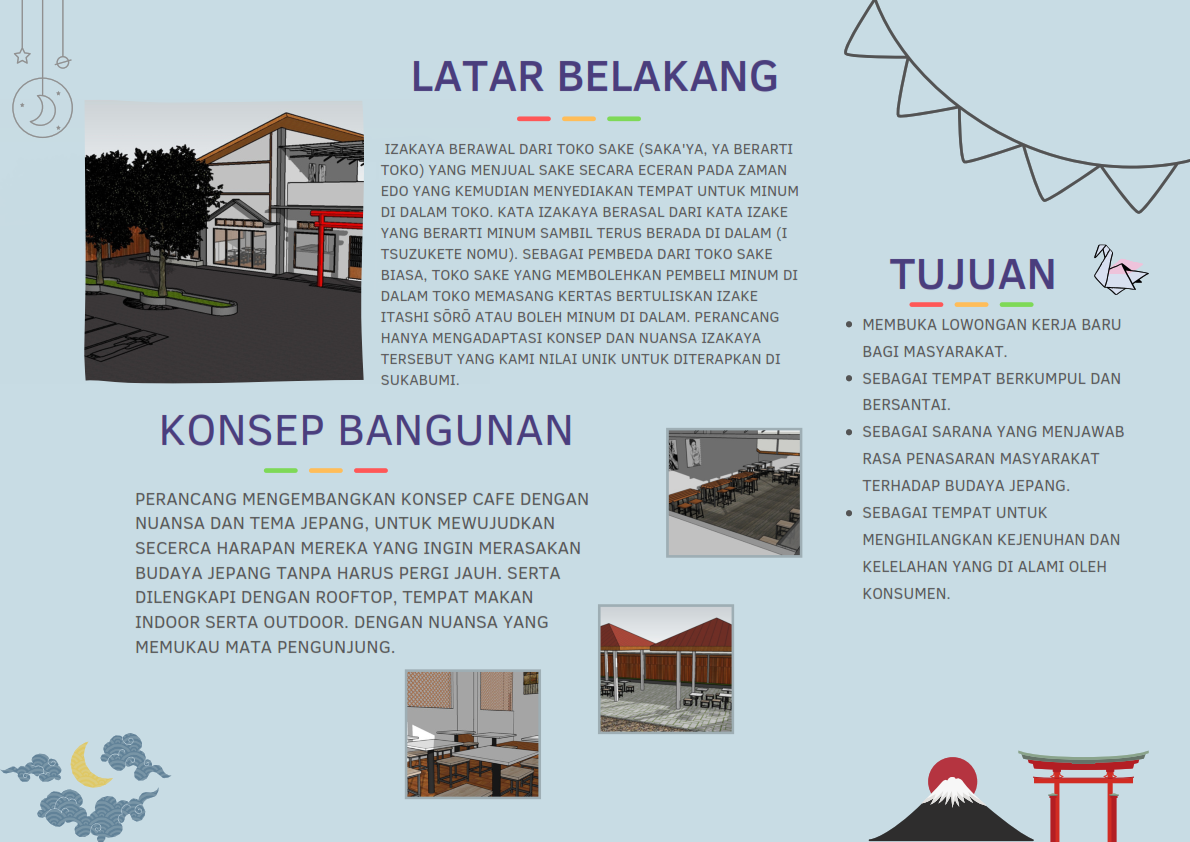 LATAR BELAKANG
IZAKAYA BERAWAL DARI TOKO SAKE (SAKA'YA, YA BERARTI
TOKO) YANG MENJUAL SAKE SECARA ECERAN PADA ZAMAN
EDO YANG KEMUDIAN MENYEDIAKAN TEMPAT UNTUK MINUM
DI DALAM TOKO. KATA IZAKAYA BERASAL DARI KATA IZAKE
YANG BERARTI MINUM SAMBIL TERUS BERADA DI DALAM (I
TSUZUKETE NOMU). SEBAGAI PEMBEDA DARI TOKO SAKE
BIASA, TOKO SAKE YANG MEMBOLEHKAN PEMBELI MINUM DI
DALAM TOKO MEMASANG KERTAS BERTULISKAN IZAKE
ITASHI SŌRŌ ATAU BOLEH MINUM DI DALAM. PERANCANG
HANYA MENGADAPTASI KONSEP DAN NUANSA IZAKAYA
TERSEBUT YANG KAMI NILAI UNIK UNTUK DITERAPKAN DI
SUKABUMI.
KONSEP BANGUNAN
PERANCANG MENGEMBANGKAN KONSEP CAFE DENGAN
NUANSA DAN TEMA JEPANG, UNTUK MEWUJUDKAN
SECERCA HARAPAN MEREKA YANG INGIN MERASAKAN
BUDAYA JEPANG TANPA HARUS PERGI JAUH. SERTA
DILENGKAPI DENGAN ROOFTOP, TEMPAT MAKAN
INDOOR SERTA OUTDOOR. DENGAN NUANSA YANG
MEMUKAU MATA PENGUNJUNG.
TUJUAN
• MEMBUKA LOWONGAN KERJA BARU
BAGI MASYARAKAT.
• SEBAGAI TEMPAT BERKUMPUL DAN
BERSANTAI.
• SEBAGAI SARANA YANG MENJAWAB
RASA PENASARAN MASYARAKAT
TERHADAP BUDAYA JEPANG.
• SEBAGAI TEMPAT UNTUK
MENGHILANGKAN KEJENUHAN DAN
KELELAHAN YANG DI ALAMI OLEH
KONSUMEN.